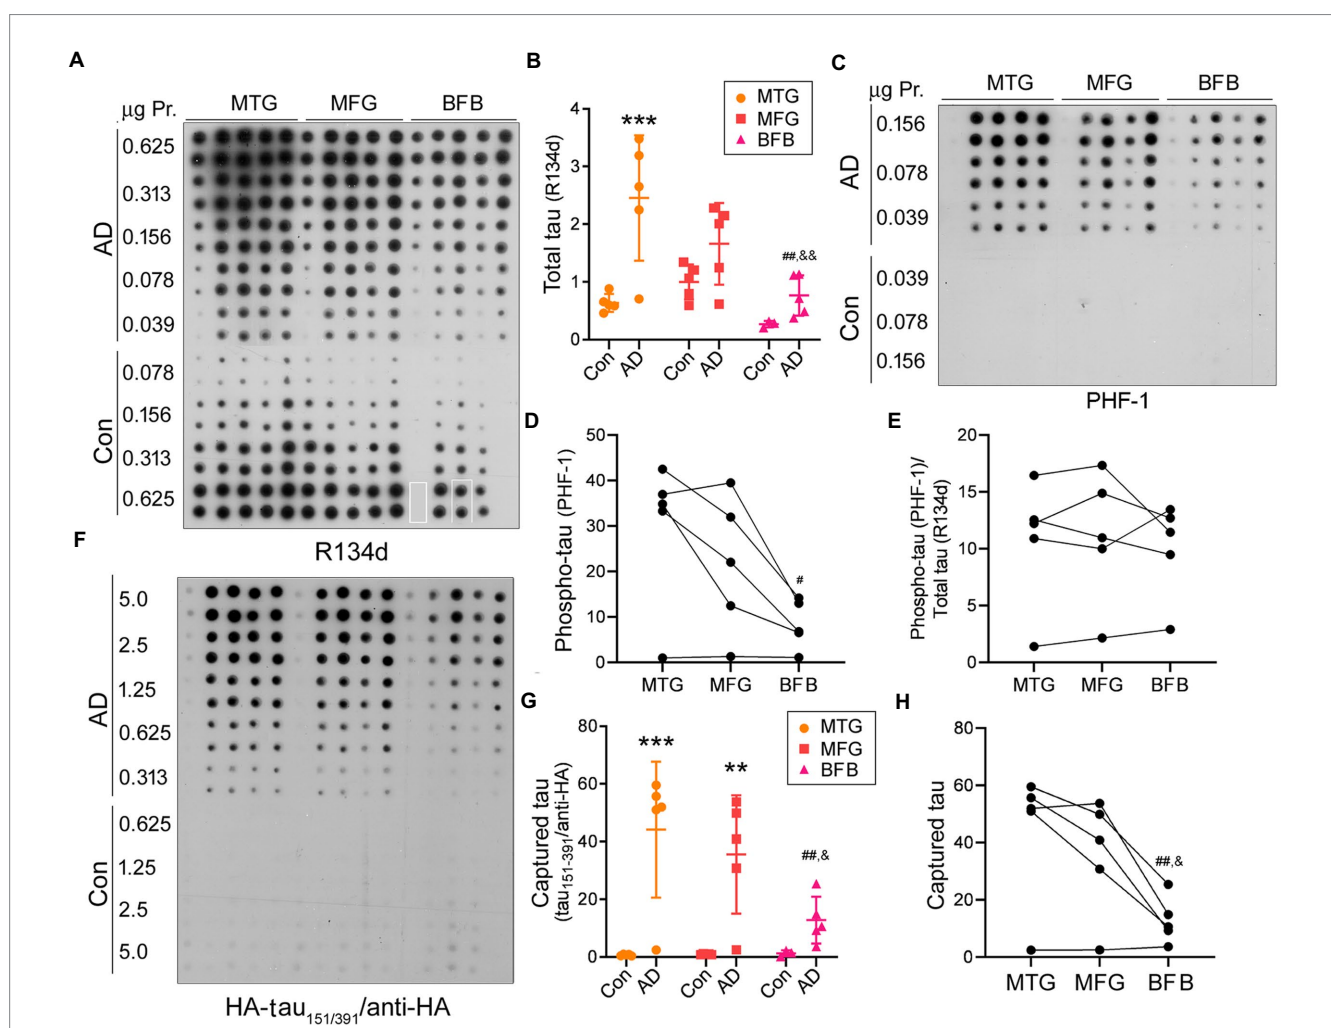 A
μg Pr. MTG MFG BFB
AD
0.625
0.313
0.156
0.078
0.039
Con
0.078
0.156
0.313
0.625
R134d
B
MTG
MFG
BFB
Total tau (R134d)
4
3
2
1
0
***
##,&&
Con AD Con AD Con AD
C
μg Pr. MTG MFG BFB
AD
0.156
0.078
0.039
Con
0.039
0.078
0.156
PHF-1
D
Phospho-tau (PHF-1)
50
40
30
20
10
0
#
MTG MFG BFB
E
Phospho-tau (PHF-1)/
Total tau (R134d)
20
15
10
5
0
MTG MFG BFB
F
AD
5.0
2.5
1.25
0.625
0.313
Con
0.625
1.25
2.5
5.0
HA-tau151/391/anti-HA
G
MTG
MFG
BFB
Captured tau
(tau151-391/anti-HA)
80
60
40
20
0
***
**
##,&
Con AD Con AD Con AD
H
Captured tau
80
60
40
20
0
##,&
MTG MFG BFB